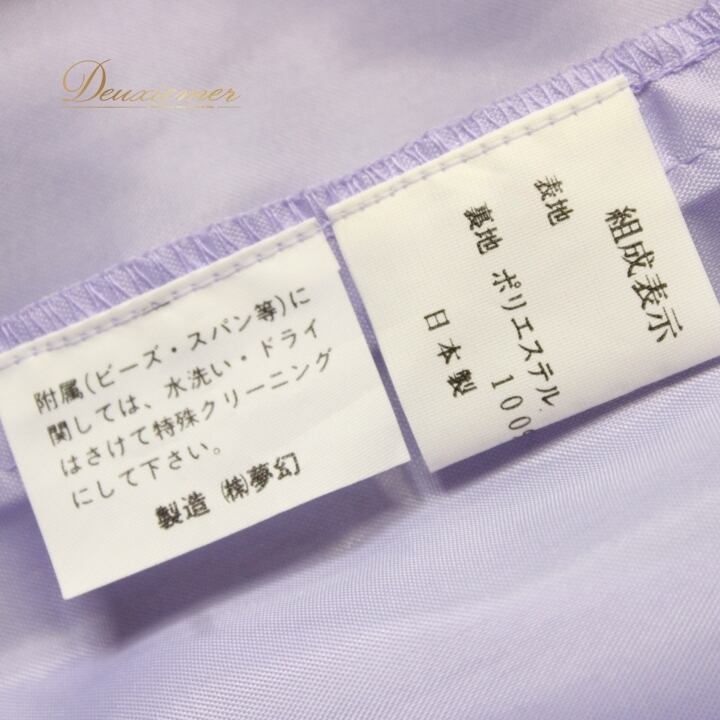 Deuxiemer
附属(ビーズ・スパン等)に
関しては、水洗い・ドライ
はさけて特殊クリーニング
にして下さい。
製造 ㈱夢幻
組成表示
表地
裏地 ポリエステル
100%
日本製